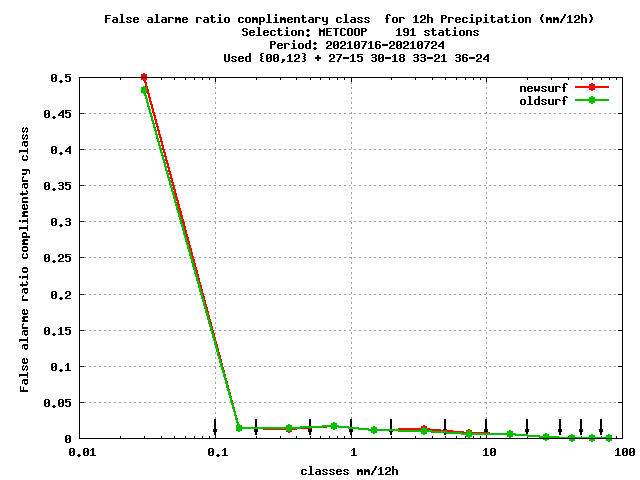 False alarme ratio complimentary class  for 12h Precipitation (mm/12h)
Selection: METCOOP    191 stations
Period: 20210716-20210724
Used {00,12} + 27-15 30-18 33-21 36-24
newsurf
oldsurf
False alarme ratio complimentary class
0.5
0.45
0.4
0.35
0.3
0.25
0.2
0.15
0.1
0.05
0
0.01 0.1 1 10 100
classes mm/12h